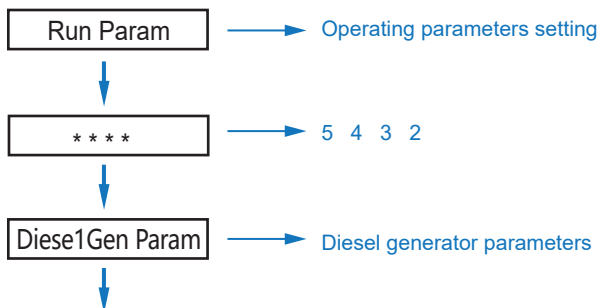 Run Param
Operating parameters setting
* * * *
5 4 3 2
Diese1Gen Param
Diesel generator parameters